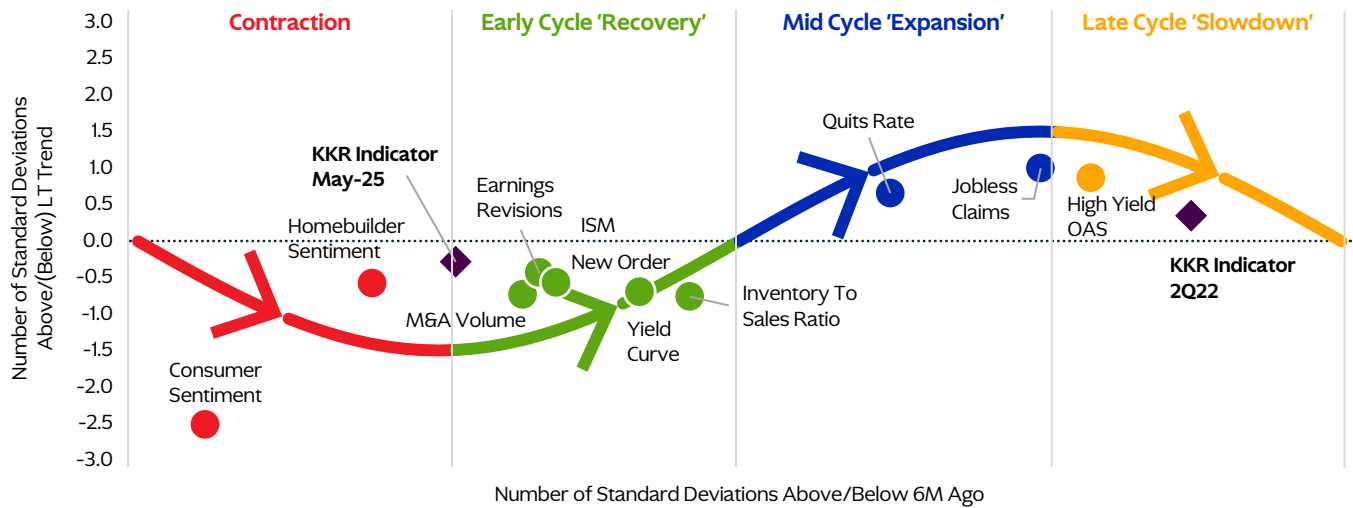 Contraction
Early Cycle 'Recovery'
Mid Cycle 'Expansion'
Late Cycle 'Slowdown'
Number of Standard Deviations
Above/(Below) LT Trend
3.0
2.5
2.0
1.5
1.0
0.5
0.0
-0.5
-1.0
-1.5
-2.0
-2.5
-3.0
KKR Indicator
May-25
Homebuilder
Sentiment
Consumer
Sentiment
Earnings
Revisions
ISM
New Order
M&A Volume
Yield
Curve
Inventory To
Sales Ratio
Quits Rate
Jobless
Claims
High Yield
OAS
KKR Indicator
2Q22
Number of Standard Deviations Above/Below 6M Ago